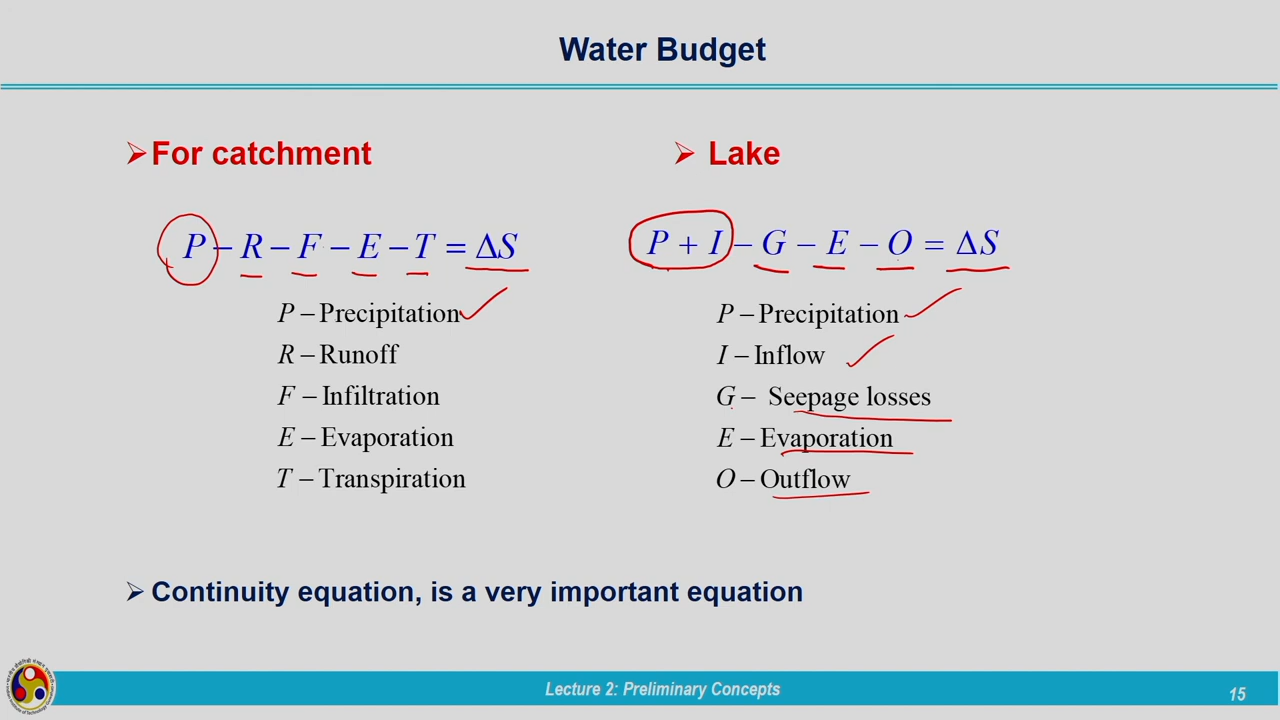 Water Budget
➢ For catchment
P – R – F – E – T = ΔS
P – Precipitation
R – Runoff
F – Infiltration
E – Evaporation
T – Transpiration
➢ Lake
P + I – G – E – O = ΔS
P – Precipitation
I – Inflow
G – Seepage losses
E – Evaporation
O – Outflow
➢ Continuity equation, is a very important equation
Lecture 2: Preliminary Concepts
15